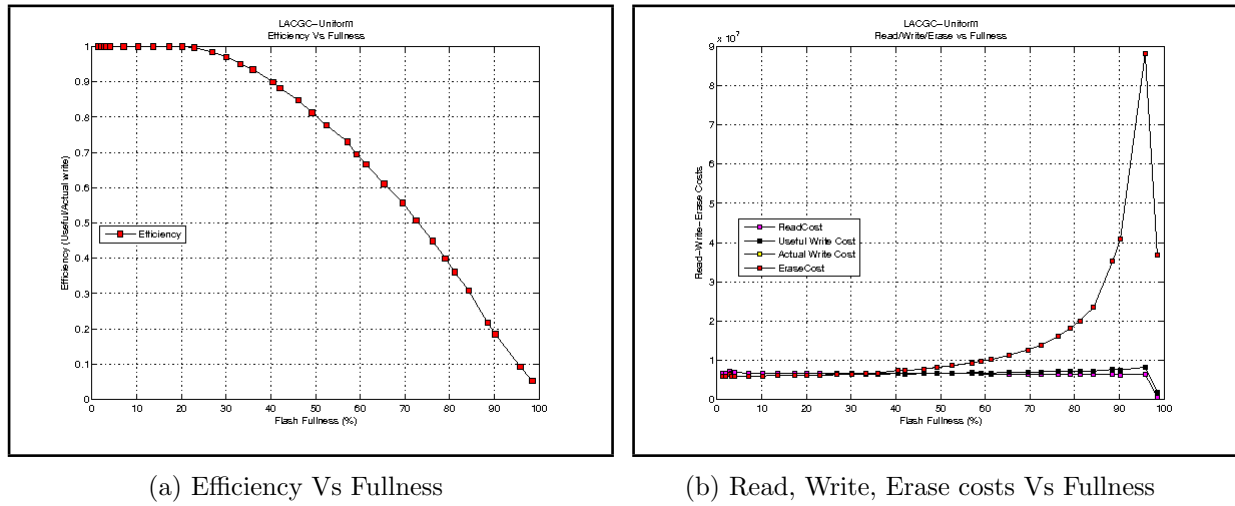 LACGC-Uniform
Efficiency Vs Fullness
1
0.9
0.8
0.7
0.6
0.5
0.4
0.3
0.2
0.1
0
Efficiency (Useful/Actual write)
Efficiency
0 10 20 30 40 50 60 70 80 90 100
Flash Fullness (%)
(a) Efficiency Vs Fullness
LACGC-Uniform
Read/Write/Erase vs Fullness
x 10^7
9
8
7
6
5
4
3
2
1
0
Read-Write-Erase Costs
ReadCost
Useful Write Cost
Actual Write Cost
EraseCost
0 10 20 30 40 50 60 70 80 90 100
Flash Fullness (%)
(b) Read, Write, Erase costs Vs Fullness